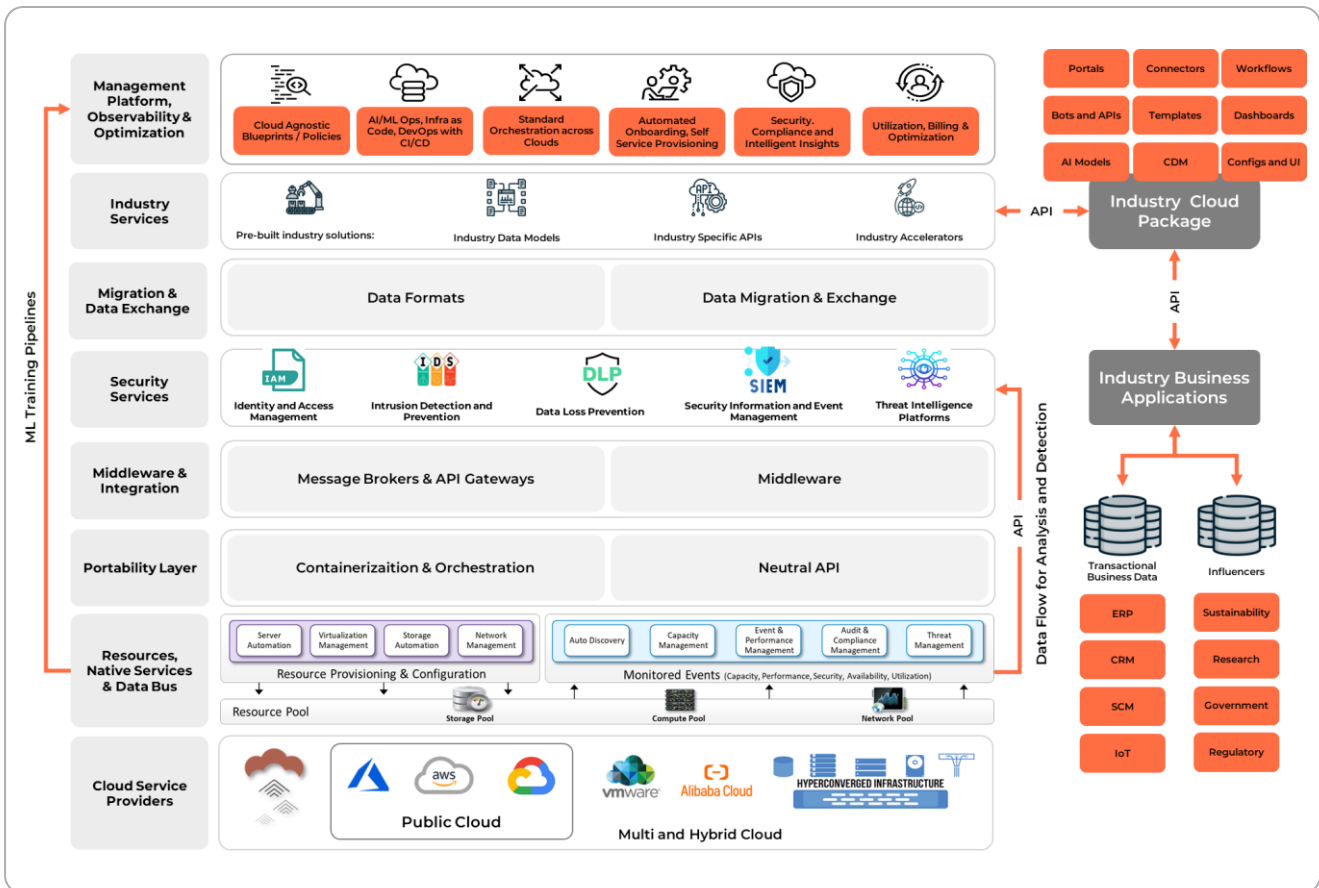 Management
Platform,
Observability &
Optimization
Cloud Agnostic
Blueprints / Policies
AI/ML Ops, Infra as
Code, DevOps with
CI/CD
Standard
Orchestration across
Clouds
Automated
Onboarding, Self
Service Provisioning
Security.
Compliance and
Intelligent Insights
Utilization, Billing &
Optimization
Industry
Services
Pre-built industry solutions:
Industry Data Models
API
Industry Specific APIs
Industry Accelerators
Migration &
Data Exchange
Data Formats
Data Migration & Exchange
Security
Services
IAM
Identity and Access
Management
I D S
Intrusion Detection and
Prevention
DLP
Data Loss Prevention
SIEM
Security Information and Event
Management
Threat Intelligence
Platforms
Middleware &
Integration
Message Brokers & API Gateways
Middleware
Portability Layer
Containerizaition & Orchestration
Neutral API
Resources,
Native Services
& Data Bus
Server
Automation
Virtualization
Management
Storage
Automation
Network
Management
Resource Provisioning & Configuration
Auto Discovery
Capacity
Management
Event &
Performance
Management
Audit &
Compliance
Management
Threat
Management
Monitored Events (Capacity, Performance, Security, Availability, Utilization)
Resource Pool
Storage Pool
Compute Pool
Network Pool
Cloud Service
Providers
aws
Public Cloud
vmware
Alibaba Cloud
HYPERCONVERGED INFRASTRUCTURE
Multi and Hybrid Cloud
ML Training Pipelines
API
Data Flow for Analysis and Detection
Portals
Connectors
Workflows
Bots and APIs
Templates
Dashboards
AI Models
CDM
Configs and UI
API
Industry Cloud
Package
API
Industry Business
Applications
Transactional
Business Data
Influencers
ERP
Sustainability
CRM
Research
SCM
Government
IoT
Regulatory